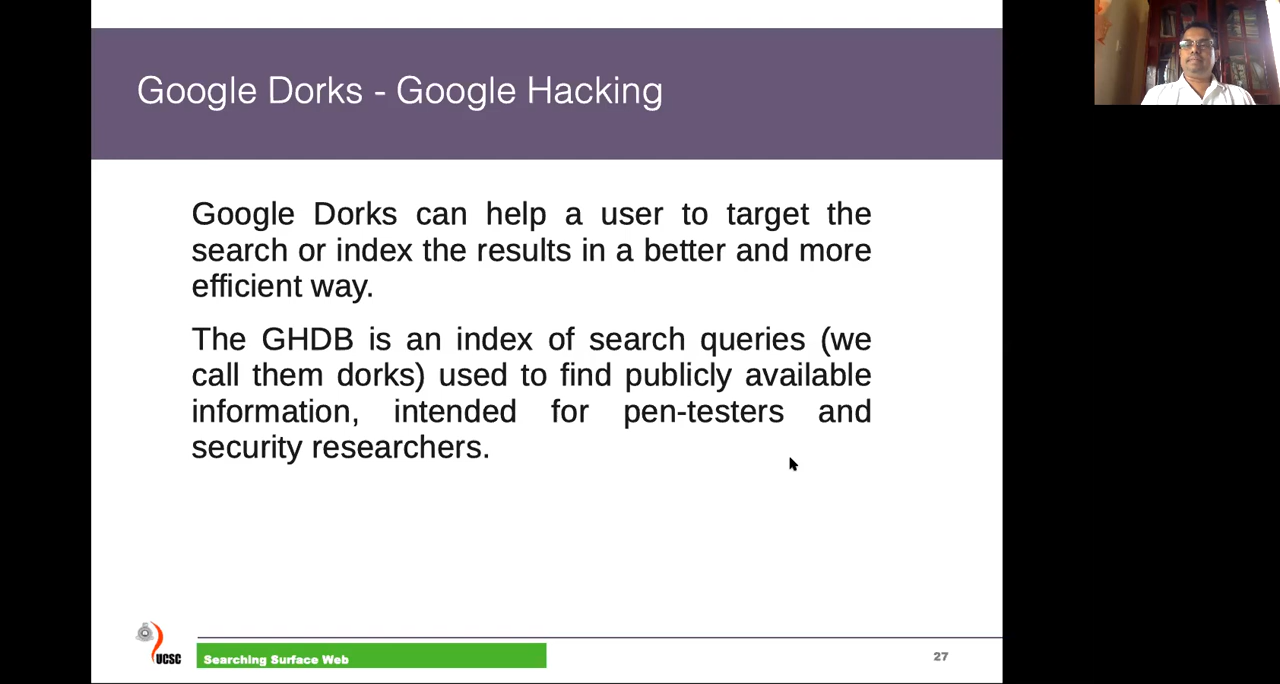 Google Dorks - Google Hacking
Google Dorks can help a user to target the
search or index the results in a better and more
efficient way.
The GHDB is an index of search queries (we
call them dorks) used to find publicly available
information, intended for pen-testers and
security researchers.
UCSC
Searching Surface Web
27